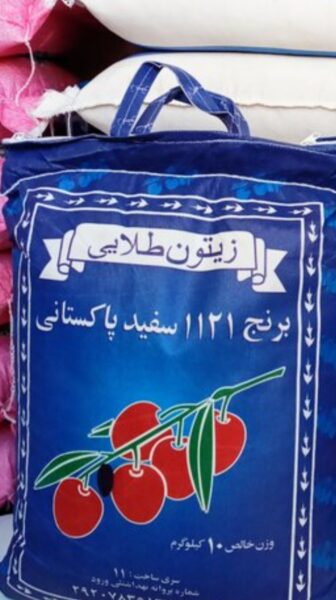 زیتون طلایی
برنج ۱۱۲۱ سفید پاکستانی
وزن خالص ۱۰ کیلوگرم
سری ساخت : ۱۱
شماره پروانه بهداشتی ورود